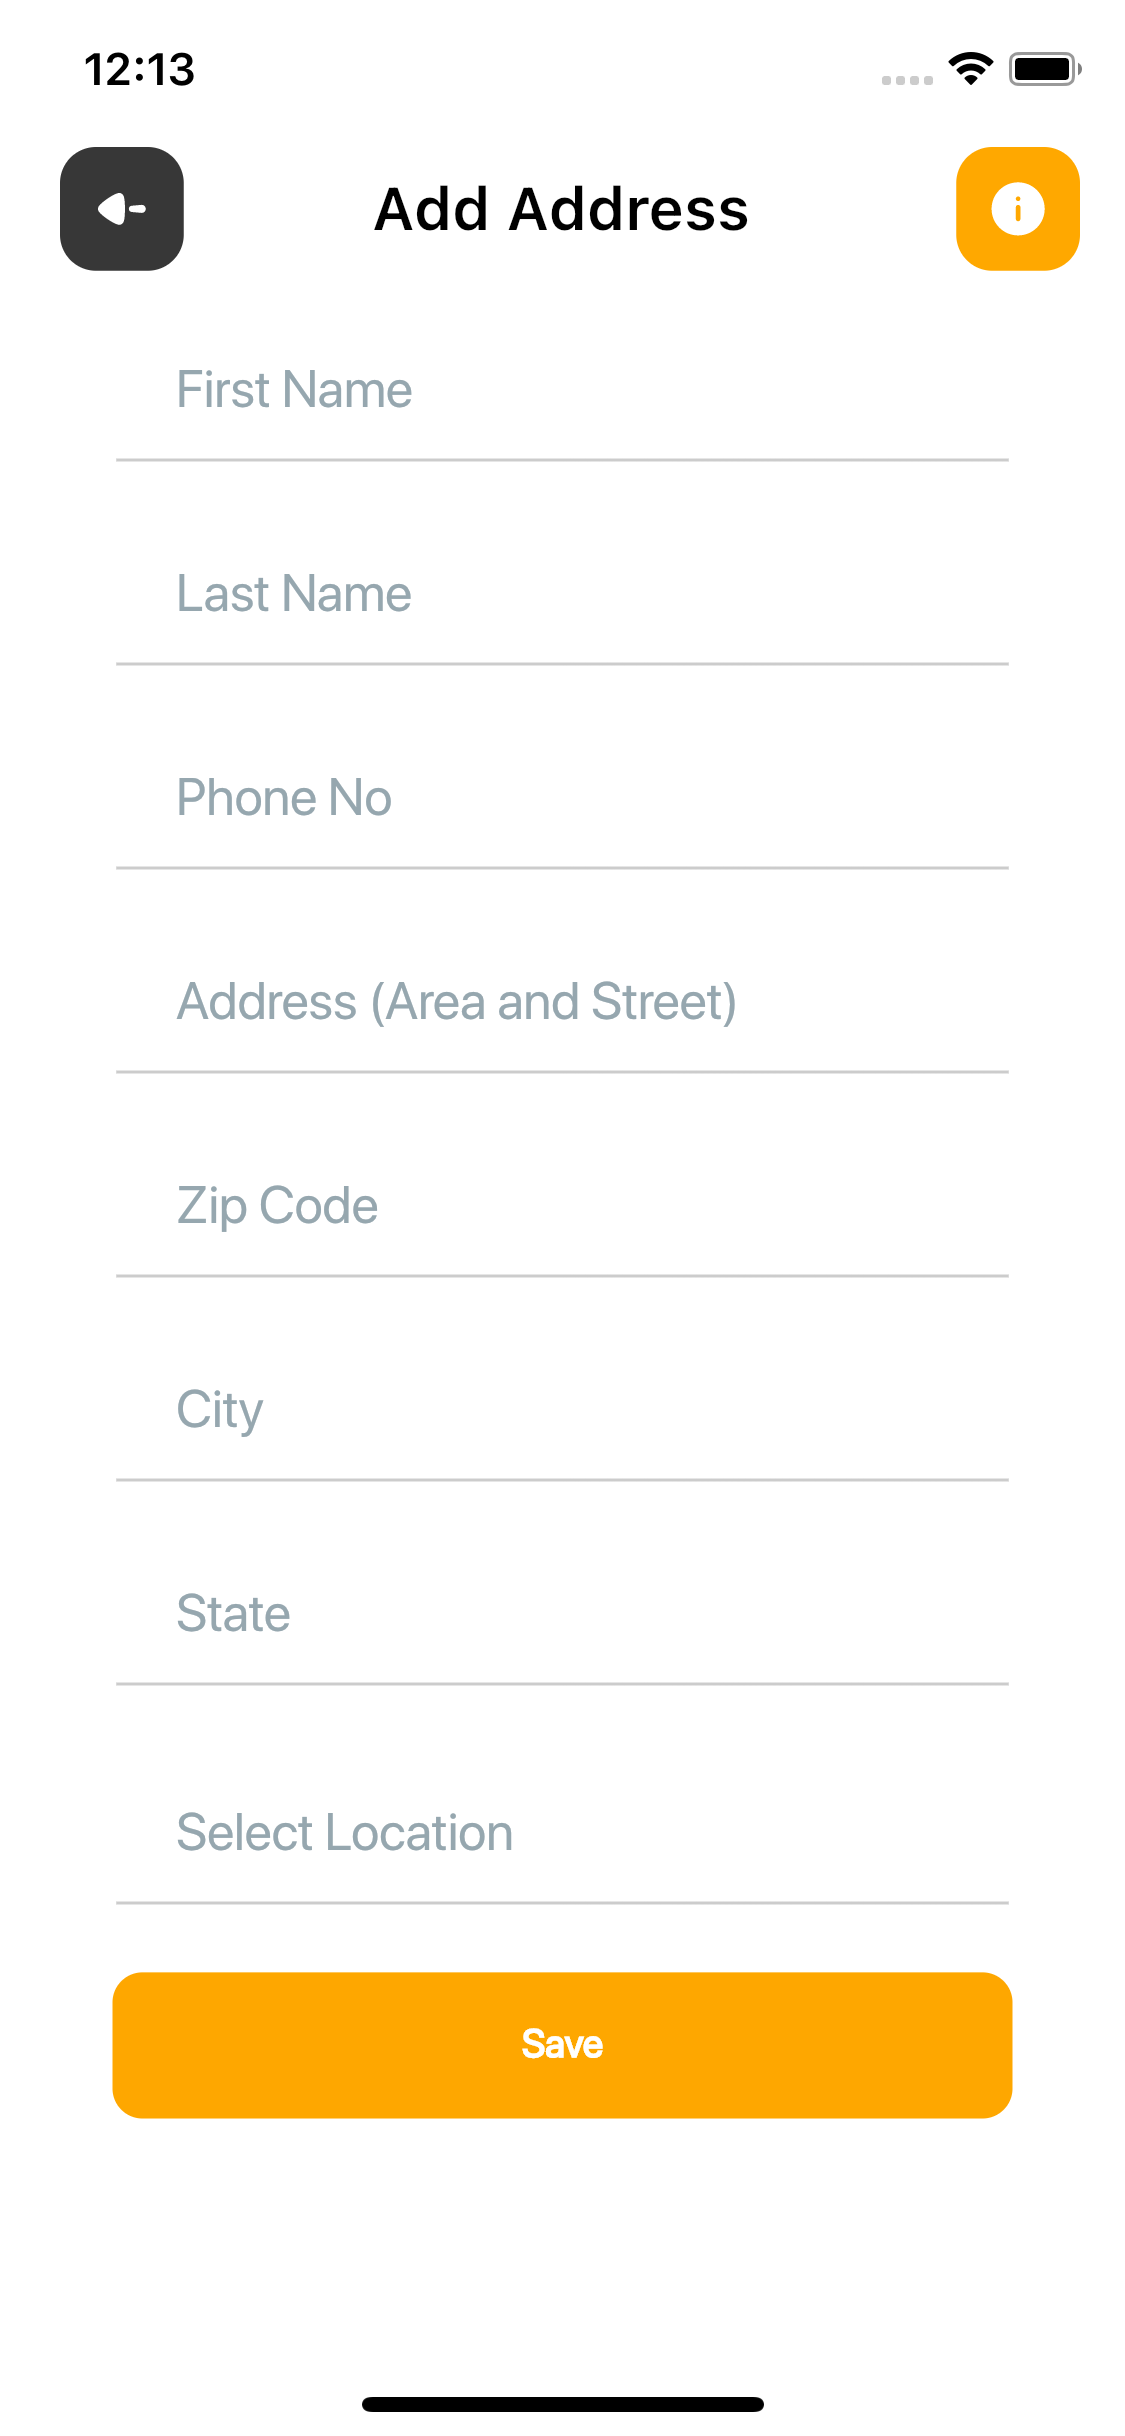 12:13
Add Address
First Name
Last Name
Phone No
Address (Area and Street)
Zip Code
City
State
Select Location
Save